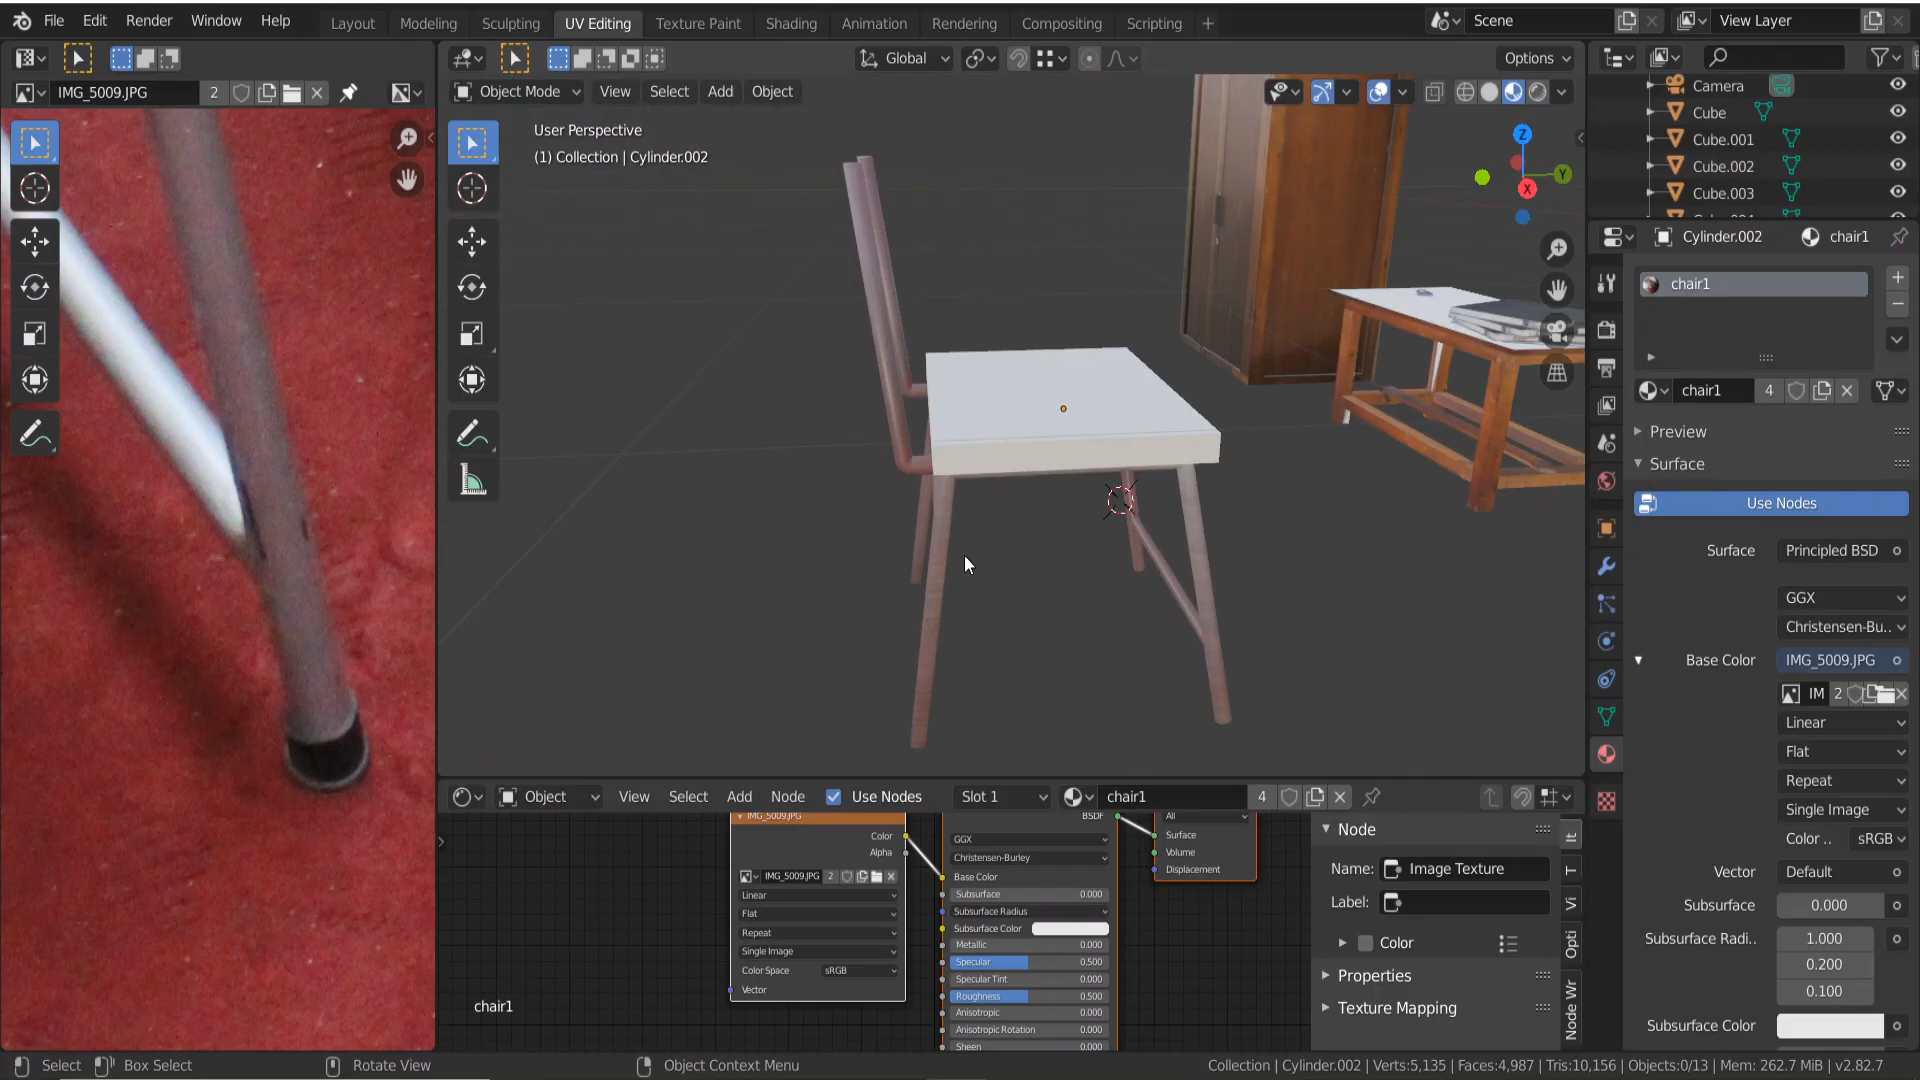 File Edit Render Window Help
Layout Modeling Sculpting UV Editing Texture Paint Shading Animation Rendering Compositing Scripting +
Scene
View Layer
Global
Options
IMG_5009.JPG 2
Object Mode View Select Add Object
User Perspective
(1) Collection | Cylinder.002
Z
Y
X
Camera
Cube
Cube.001
Cube.002
Cube.003
Cylinder.002 chair1
chair1
chair1 4
Preview
Surface
Use Nodes
Surface Principled BSD
GGX
Christensen-Bu..
Base Color IMG_5009.JPG
IM 2
Linear
Flat
Repeat
Single Image
Color .. sRGB
Vector Default
Subsurface 0.000
Subsurface Radi.. 1.000
0.200
0.100
Subsurface Color
Object View Select Add Node Use Nodes Slot 1 chair1 4
IMG_5009.JPG
Color
Alpha
IMG_5009.JPG 2
Linear
Flat
Repeat
Single Image
Color Space sRGB
Vector
BSDF
GGX
Christensen-Burley
Base Color
Subsurface 0.000
Subsurface Radius
Subsurface Color
Metallic 0.000
Specular 0.500
Specular Tint 0.000
Roughness 0.500
Anisotropic 0.000
Anisotropic Rotation 0.000
Sheen 0.000
All
Surface
Volume
Displacement
Node
Name: Image Texture
Label:
Color
Properties
Texture Mapping
It
T
Vi
Opti
Node Wr
chair1
Select Box Select Rotate View Object Context Menu
Collection | Cylinder.002 | Verts:5,135 | Faces:4,987 | Tris:10,156 | Objects:0/13 | Mem: 262.7 MiB | v2.82.7